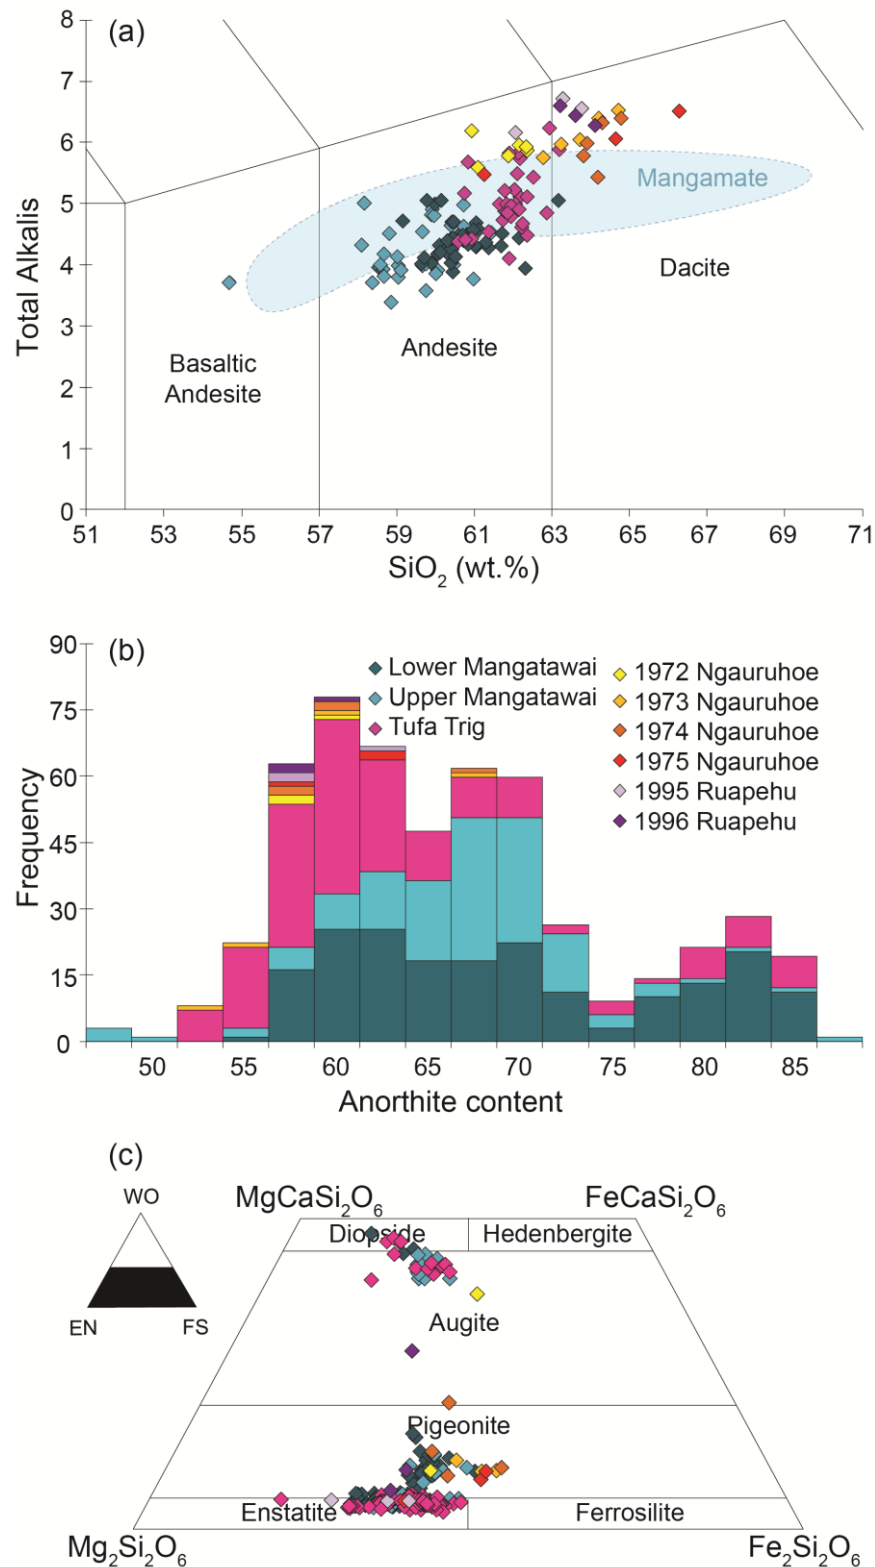 (a)
8
7
6
5
4
3
2
1
0
Total Alkalis
Mangamate
Dacite
Andesite
Basaltic
Andesite
51 53 55 57 59 61 63 65 67 69 71
SiO₂ (wt.%)
(b)
90
75
60
45
30
15
0
Frequency
Lower Mangatawai
Upper Mangatawai
Tufa Trig
1972 Ngauruhoe
1973 Ngauruhoe
1974 Ngauruhoe
1975 Ngauruhoe
1995 Ruapehu
1996 Ruapehu
50 55 60 65 70 75 80 85
Anorthite content
(c)
WO
EN FS
MgCaSi₂O₆ FeCaSi₂O₆
Diopside Hedenbergite
Augite
Pigeonite
Enstatite Ferrosilite
Mg₂Si₂O₆ Fe₂Si₂O₆